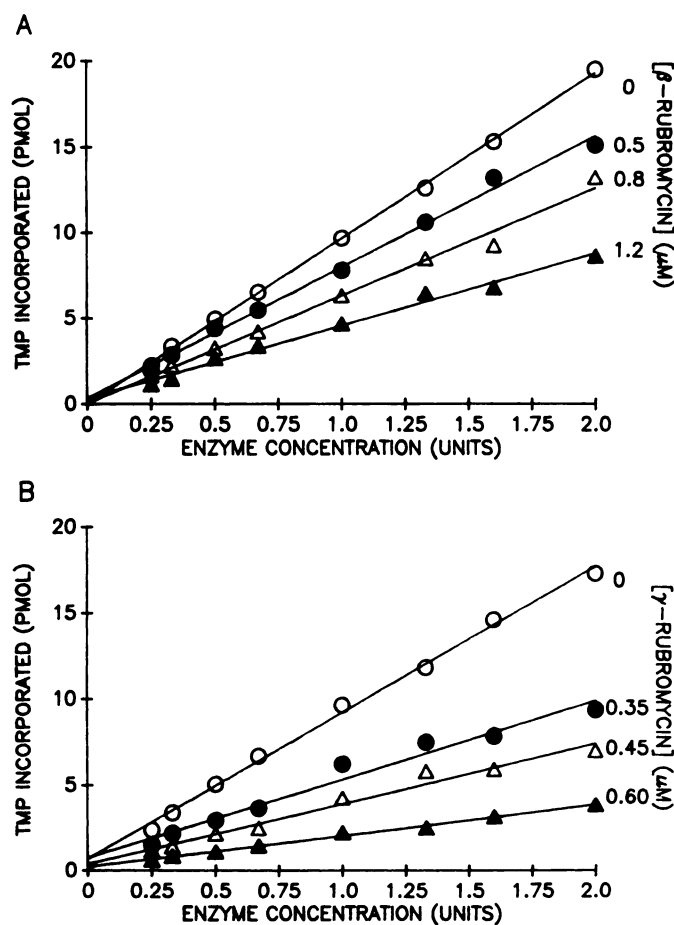 A
20
15
10
5
0
TMP INCORPORATED (PMOL)
0 0.25 0.5 0.75 1.0 1.25 1.5 1.75 2.0
ENZYME CONCENTRATION (UNITS)
0
0.5
0.8
1.2
[β-RUBROMYCIN] (μM)
B
20
15
10
5
0
TMP INCORPORATED (PMOL)
0 0.25 0.5 0.75 1.0 1.25 1.5 1.75 2.0
ENZYME CONCENTRATION (UNITS)
0
0.35
0.45
0.60
[γ-RUBROMYCIN] (μM)